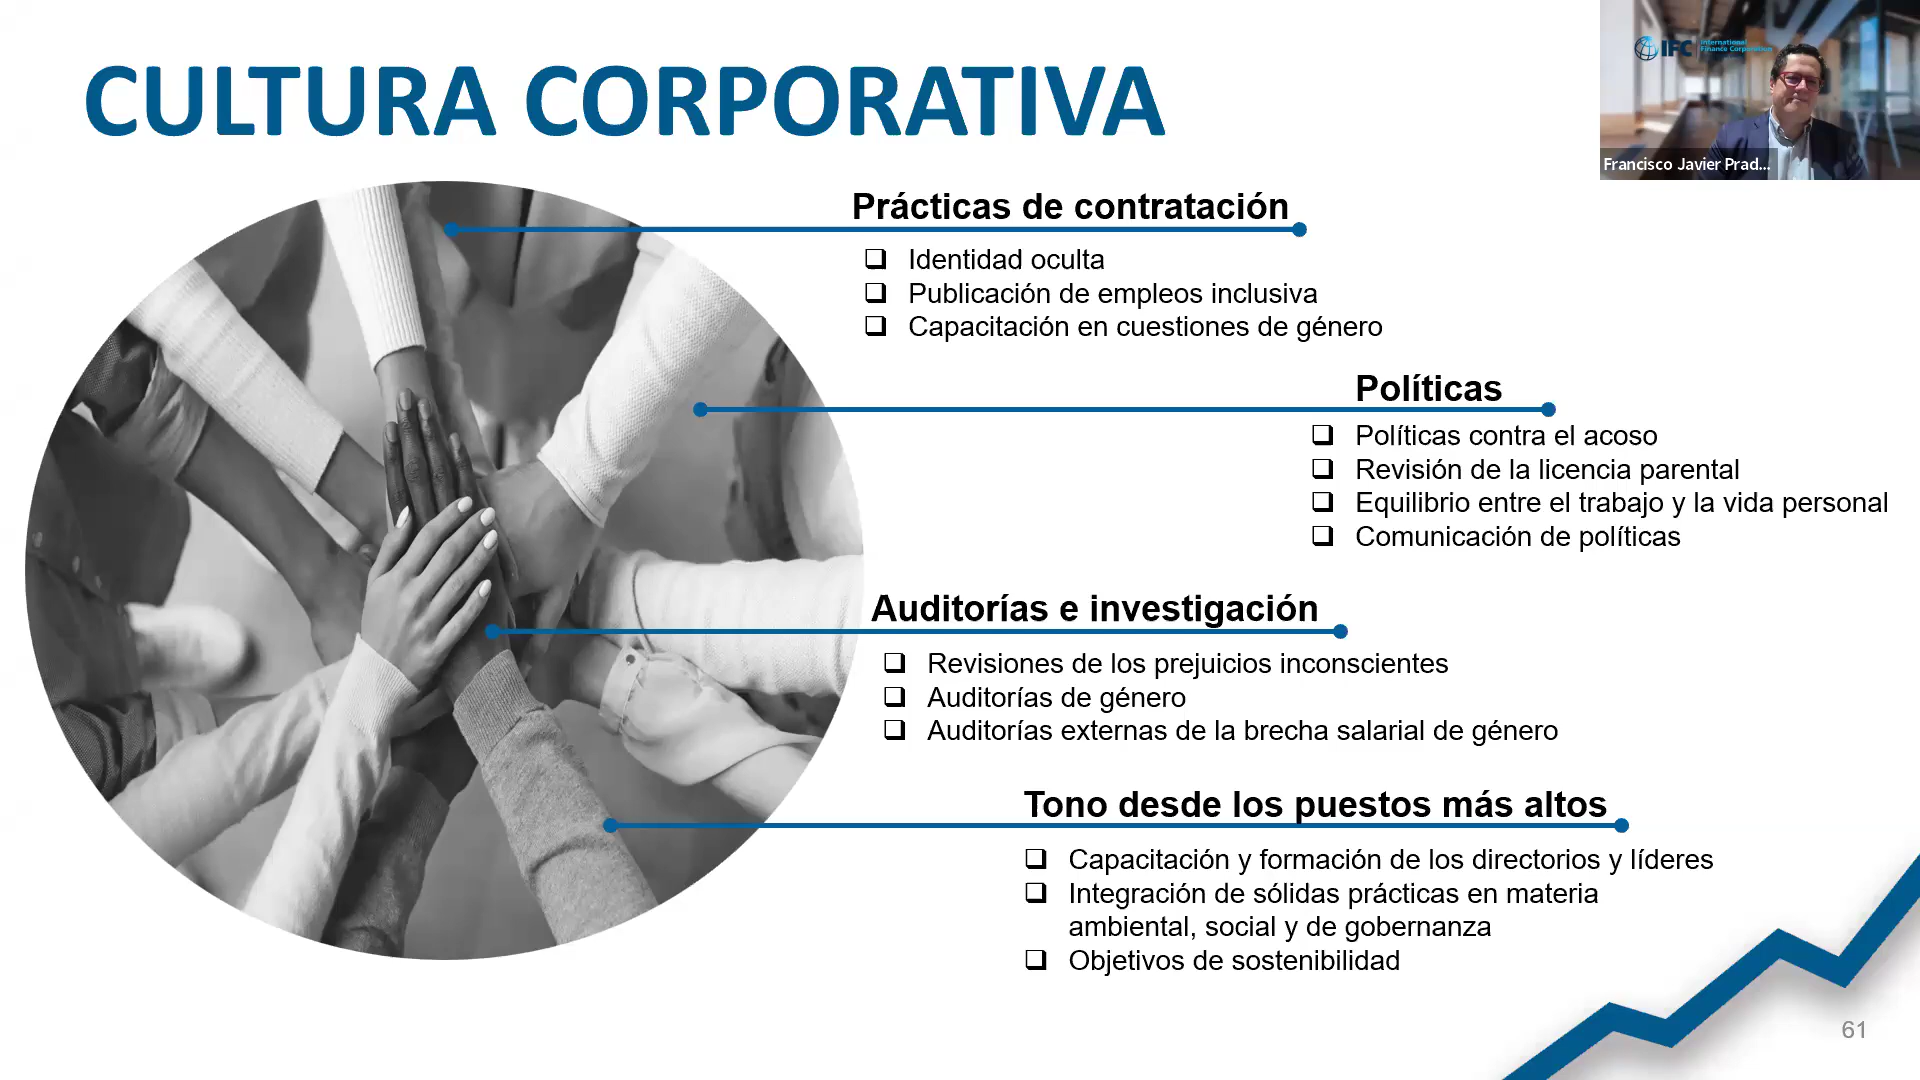 CULTURA CORPORATIVA
IFC International
Finance Corporation
Francisco Javier Prad...
Prácticas de contratación
Identidad oculta
Publicación de empleos inclusiva
Capacitación en cuestiones de género
Políticas
Políticas contra el acoso
Revisión de la licencia parental
Equilibrio entre el trabajo y la vida personal
Comunicación de políticas
Auditorías e investigación
Revisiones de los prejuicios inconscientes
Auditorías de género
Auditorías externas de la brecha salarial de género
Tono desde los puestos más altos
Capacitación y formación de los directorios y líderes
Integración de sólidas prácticas en materia
ambiental, social y de gobernanza
Objetivos de sostenibilidad
61